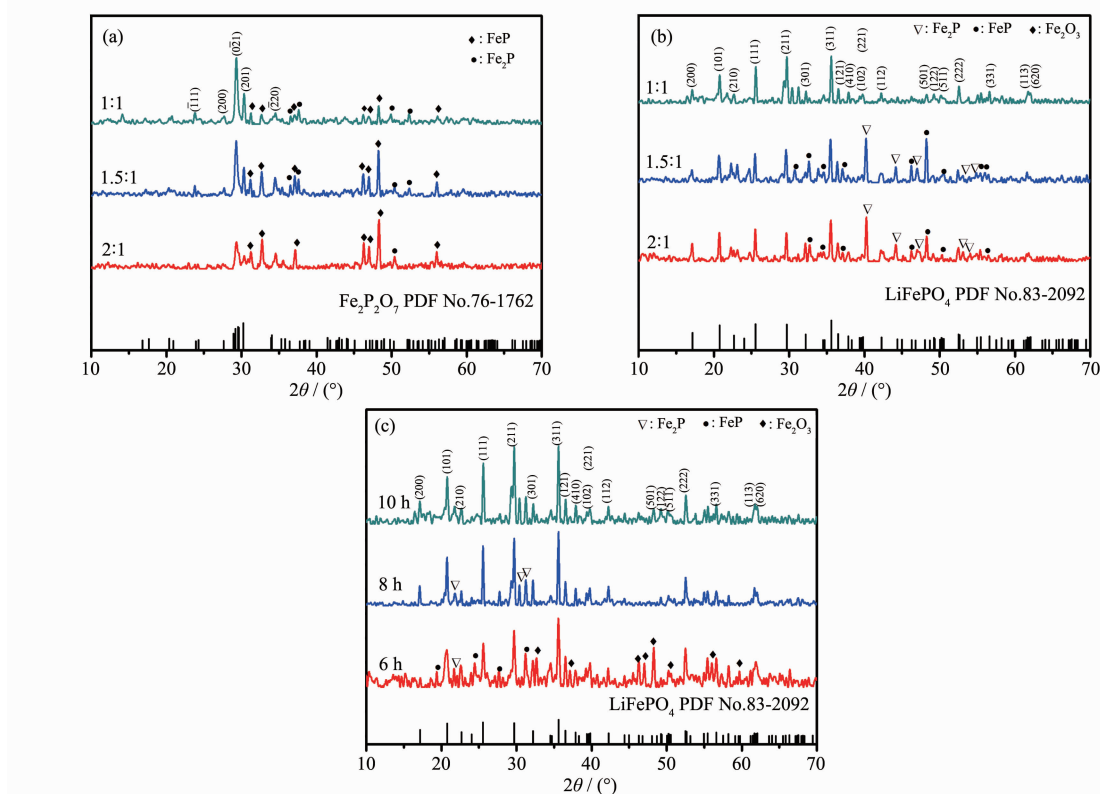 (a)
♦: FeP
●: Fe₂P
(0̄21)
(201)
(1̄11)
(200)
(2̄20)
1:1
1.5:1
2:1
Fe₂P₂O₇ PDF No.76-1762
10 20 30 40 50 60 70
2θ / (°)
(b)
▽: Fe₂P ●: FeP ♦: Fe₂O₃
(200)
(101)
(210)
(111)
(211)
(301)
(311)
(121)
(410)
(102)
(221)
(112)
(501)
(122)
(511)
(222)
(331)
(113)
(620)
1:1
1.5:1
2:1
LiFePO₄ PDF No.83-2092
10 20 30 40 50 60 70
2θ / (°)
(c)
▽: Fe₂P ●: FeP ♦: Fe₂O₃
(200)
(101)
(210)
(111)
(211)
(301)
(311)
(121)
(410)
(102)
(221)
(112)
(501)
(122)
(511)
(222)
(331)
(113)
(620)
10 h
8 h
6 h
LiFePO₄ PDF No.83-2092
10 20 30 40 50 60 70
2θ / (°)